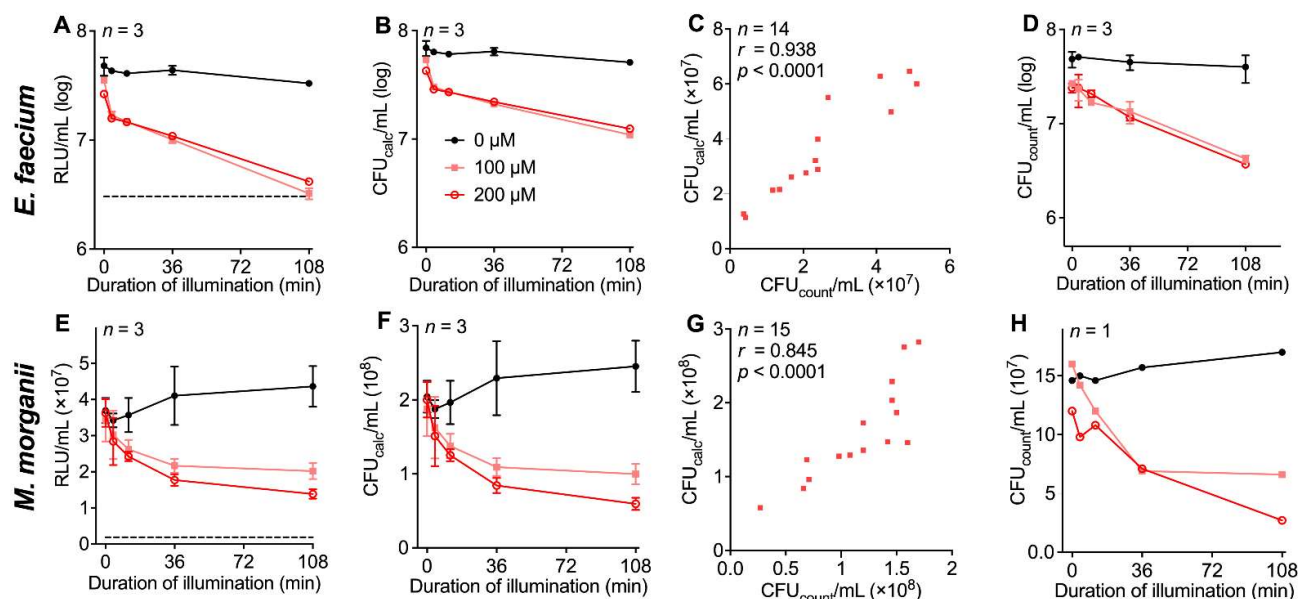 E. faecium
A
n = 3
RLU/mL (log)
8
7
6
0
36
72
108
Duration of illumination (min)
B
n = 3
CFUcalc/mL (log)
8
7
6
0 µM
100 µM
200 µM
0
36
72
108
Duration of illumination (min)
C
n = 14
r = 0.938
p < 0.0001
CFUcalc/mL (×10⁷)
8
6
4
2
0
0
2
4
6
CFUcount/mL (×10⁷)
D
n = 3
CFUcount/mL (log)
8
7
6
0
36
72
108
Duration of illumination (min)
M. morganii
E
n = 3
RLU/mL (×10⁷)
5
4
3
2
1
0
0
36
72
108
Duration of illumination (min)
F
n = 3
CFUcalc/mL (10⁸)
3
2
1
0
0
36
72
108
Duration of illumination (min)
G
n = 15
r = 0.845
p < 0.0001
CFUcalc/mL (×10⁸)
3
2
1
0
0
0.5
1
1.5
2
CFUcount/mL (×10⁸)
H
n = 1
CFUcount/mL (10⁷)
15
10
5
0.0
0
36
72
108
Duration of illumination (min)